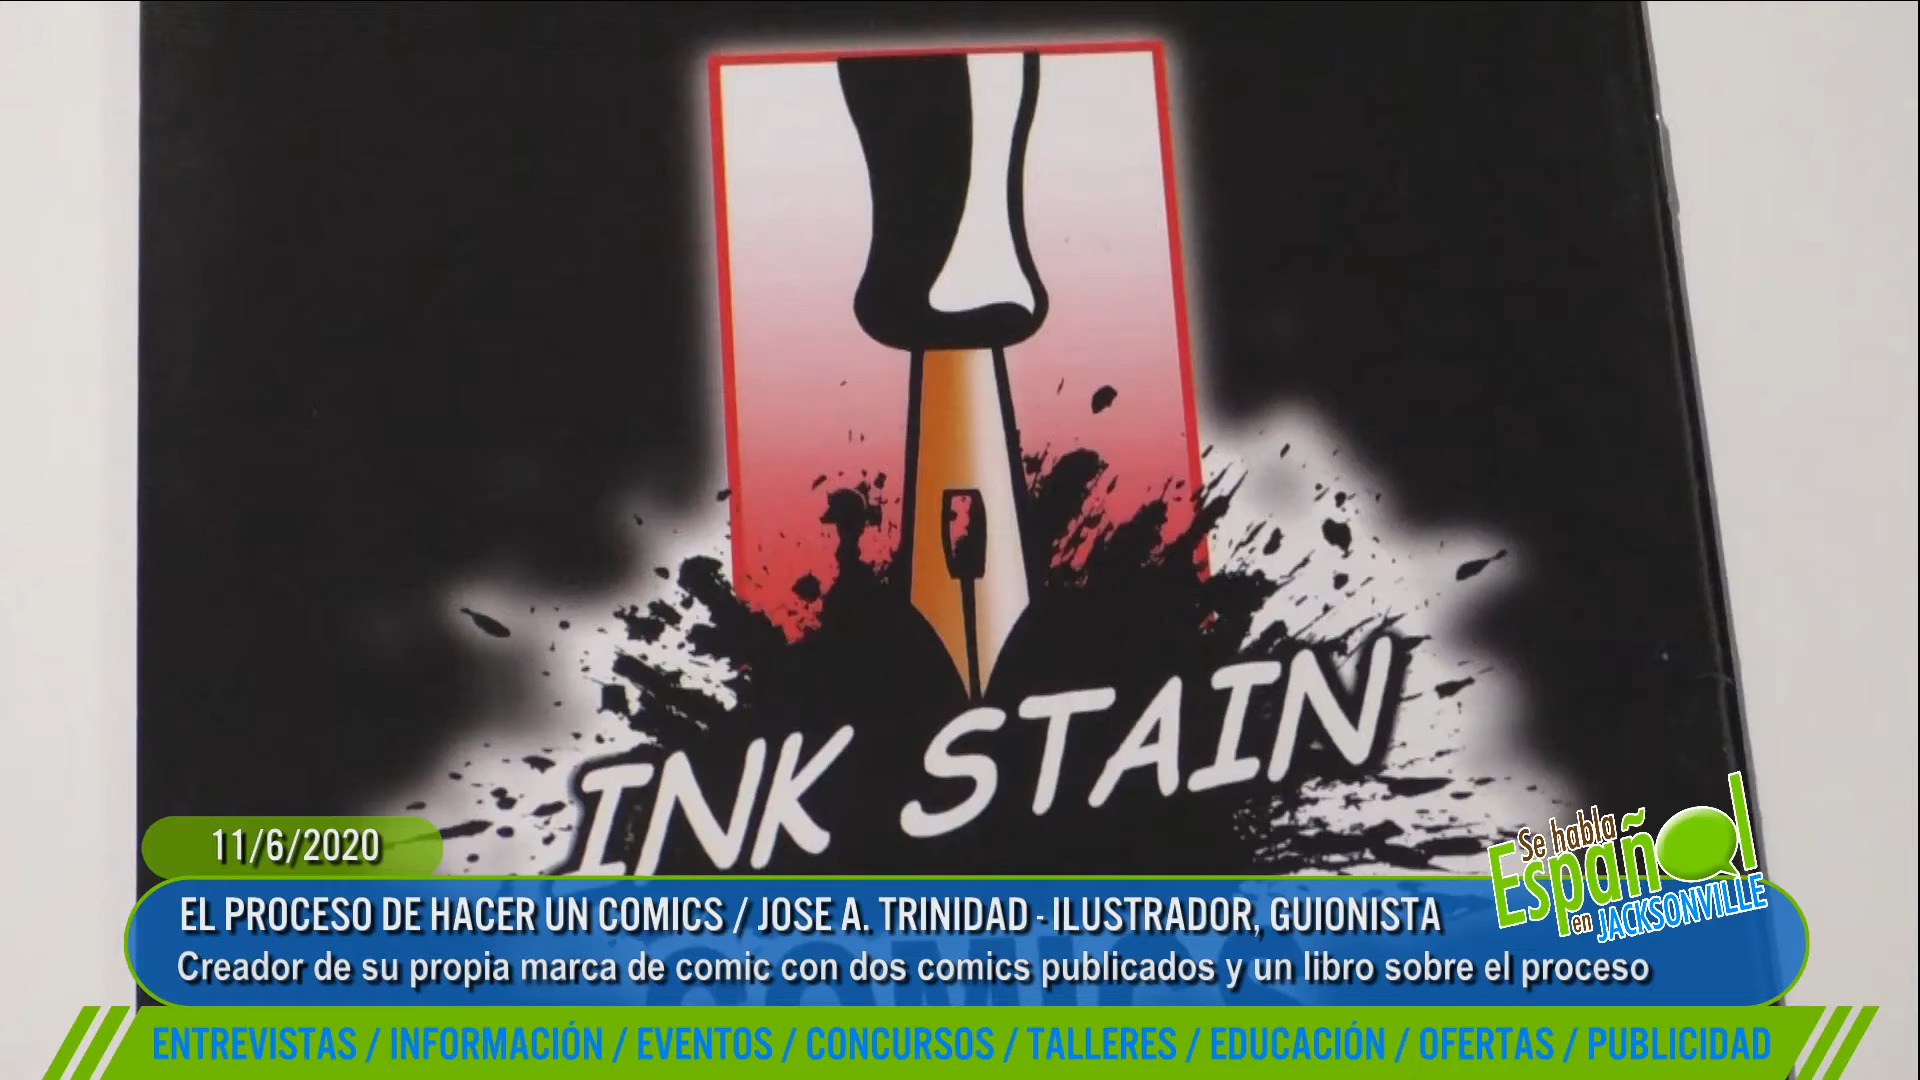 INK STAIN
COMICS
11/6/2020
EL PROCESO DE HACER UN COMICS / JOSE A. TRINIDAD - ILUSTRADOR, GUIONISTA
Creador de su propia marca de comic con dos comics publicados y un libro sobre el proceso
Se habla
Español
en JACKSONVILLE
ENTREVISTAS / INFORMACIÓN / EVENTOS / CONCURSOS / TALLERES / EDUCACIÓN / OFERTAS / PUBLICIDAD